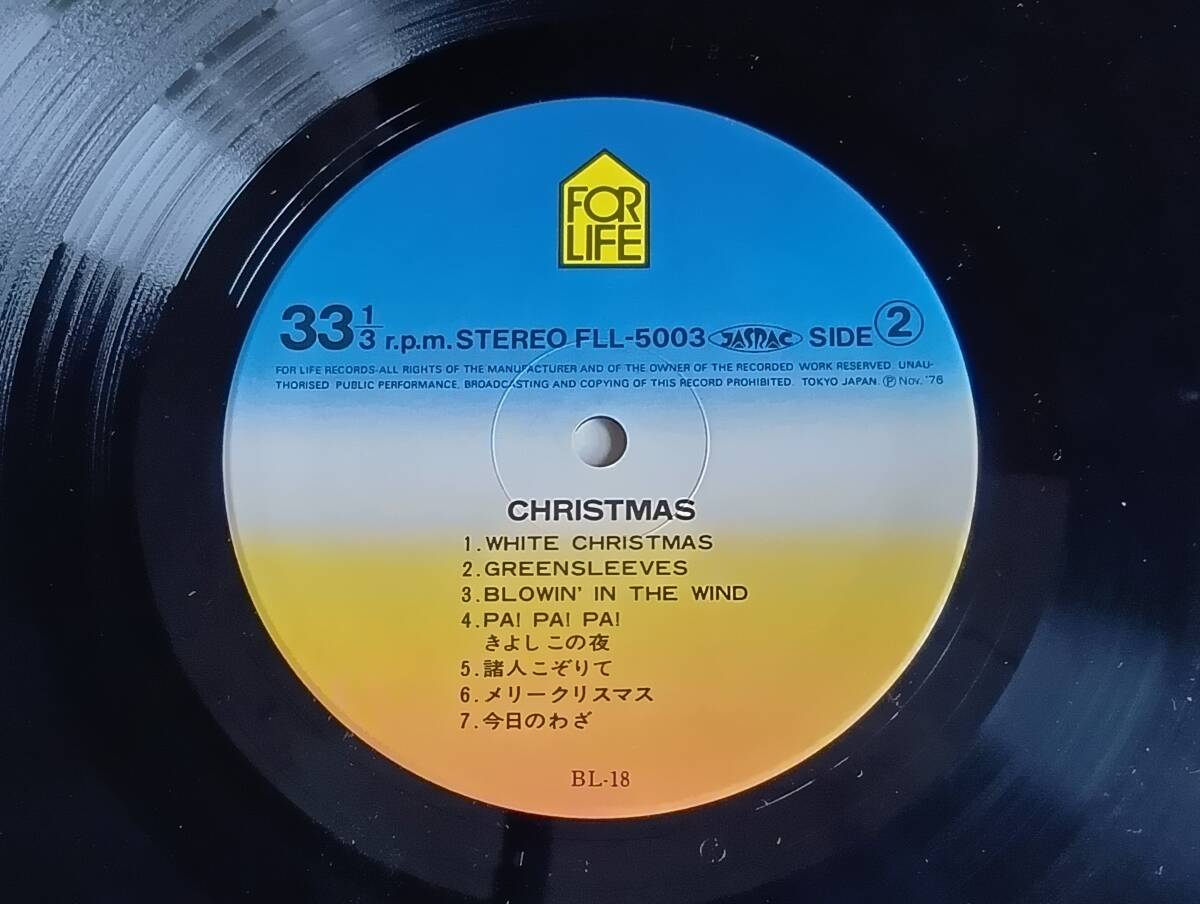 FOR
LIFE
33 1/3 r.p.m. STEREO FLL-5003 JASRAC SIDE 2
FOR LIFE RECORDS·ALL RIGHTS OF THE MANUFACTURER AND OF THE OWNER OF THE RECORDED WORK RESERVED. UNAU-
THORISED PUBLIC PERFORMANCE, BROADCASTING AND COPYING OF THIS RECORD PROHIBITED. TOKYO JAPAN. Ⓟ Nov. '76
CHRISTMAS
1. WHITE CHRISTMAS
2. GREENSLEEVES
3. BLOWIN' IN THE WIND
4. PA! PA! PA!
きよしこの夜
5. 諸人こぞりて
6. メリークリスマス
7. 今日のわざ
BL-18